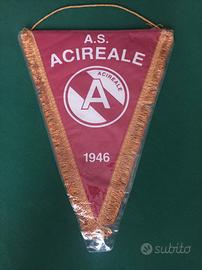 A.S.
ACIREALE
A
ACIREALE
1946
subito